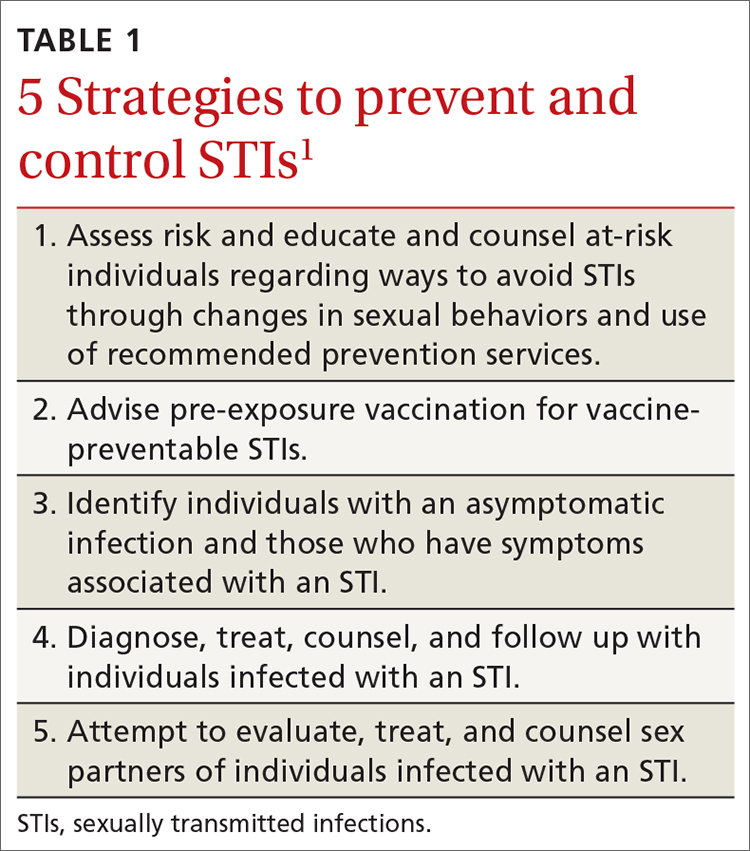 TABLE 1
5 Strategies to prevent and
control STIs¹
1. Assess risk and educate and counsel at-risk
individuals regarding ways to avoid STIs
through changes in sexual behaviors and use
of recommended prevention services.
2. Advise pre-exposure vaccination for vaccine-
preventable STIs.
3. Identify individuals with an asymptomatic
infection and those who have symptoms
associated with an STI.
4. Diagnose, treat, counsel, and follow up with
individuals infected with an STI.
5. Attempt to evaluate, treat, and counsel sex
partners of individuals infected with an STI.
STIs, sexually transmitted infections.